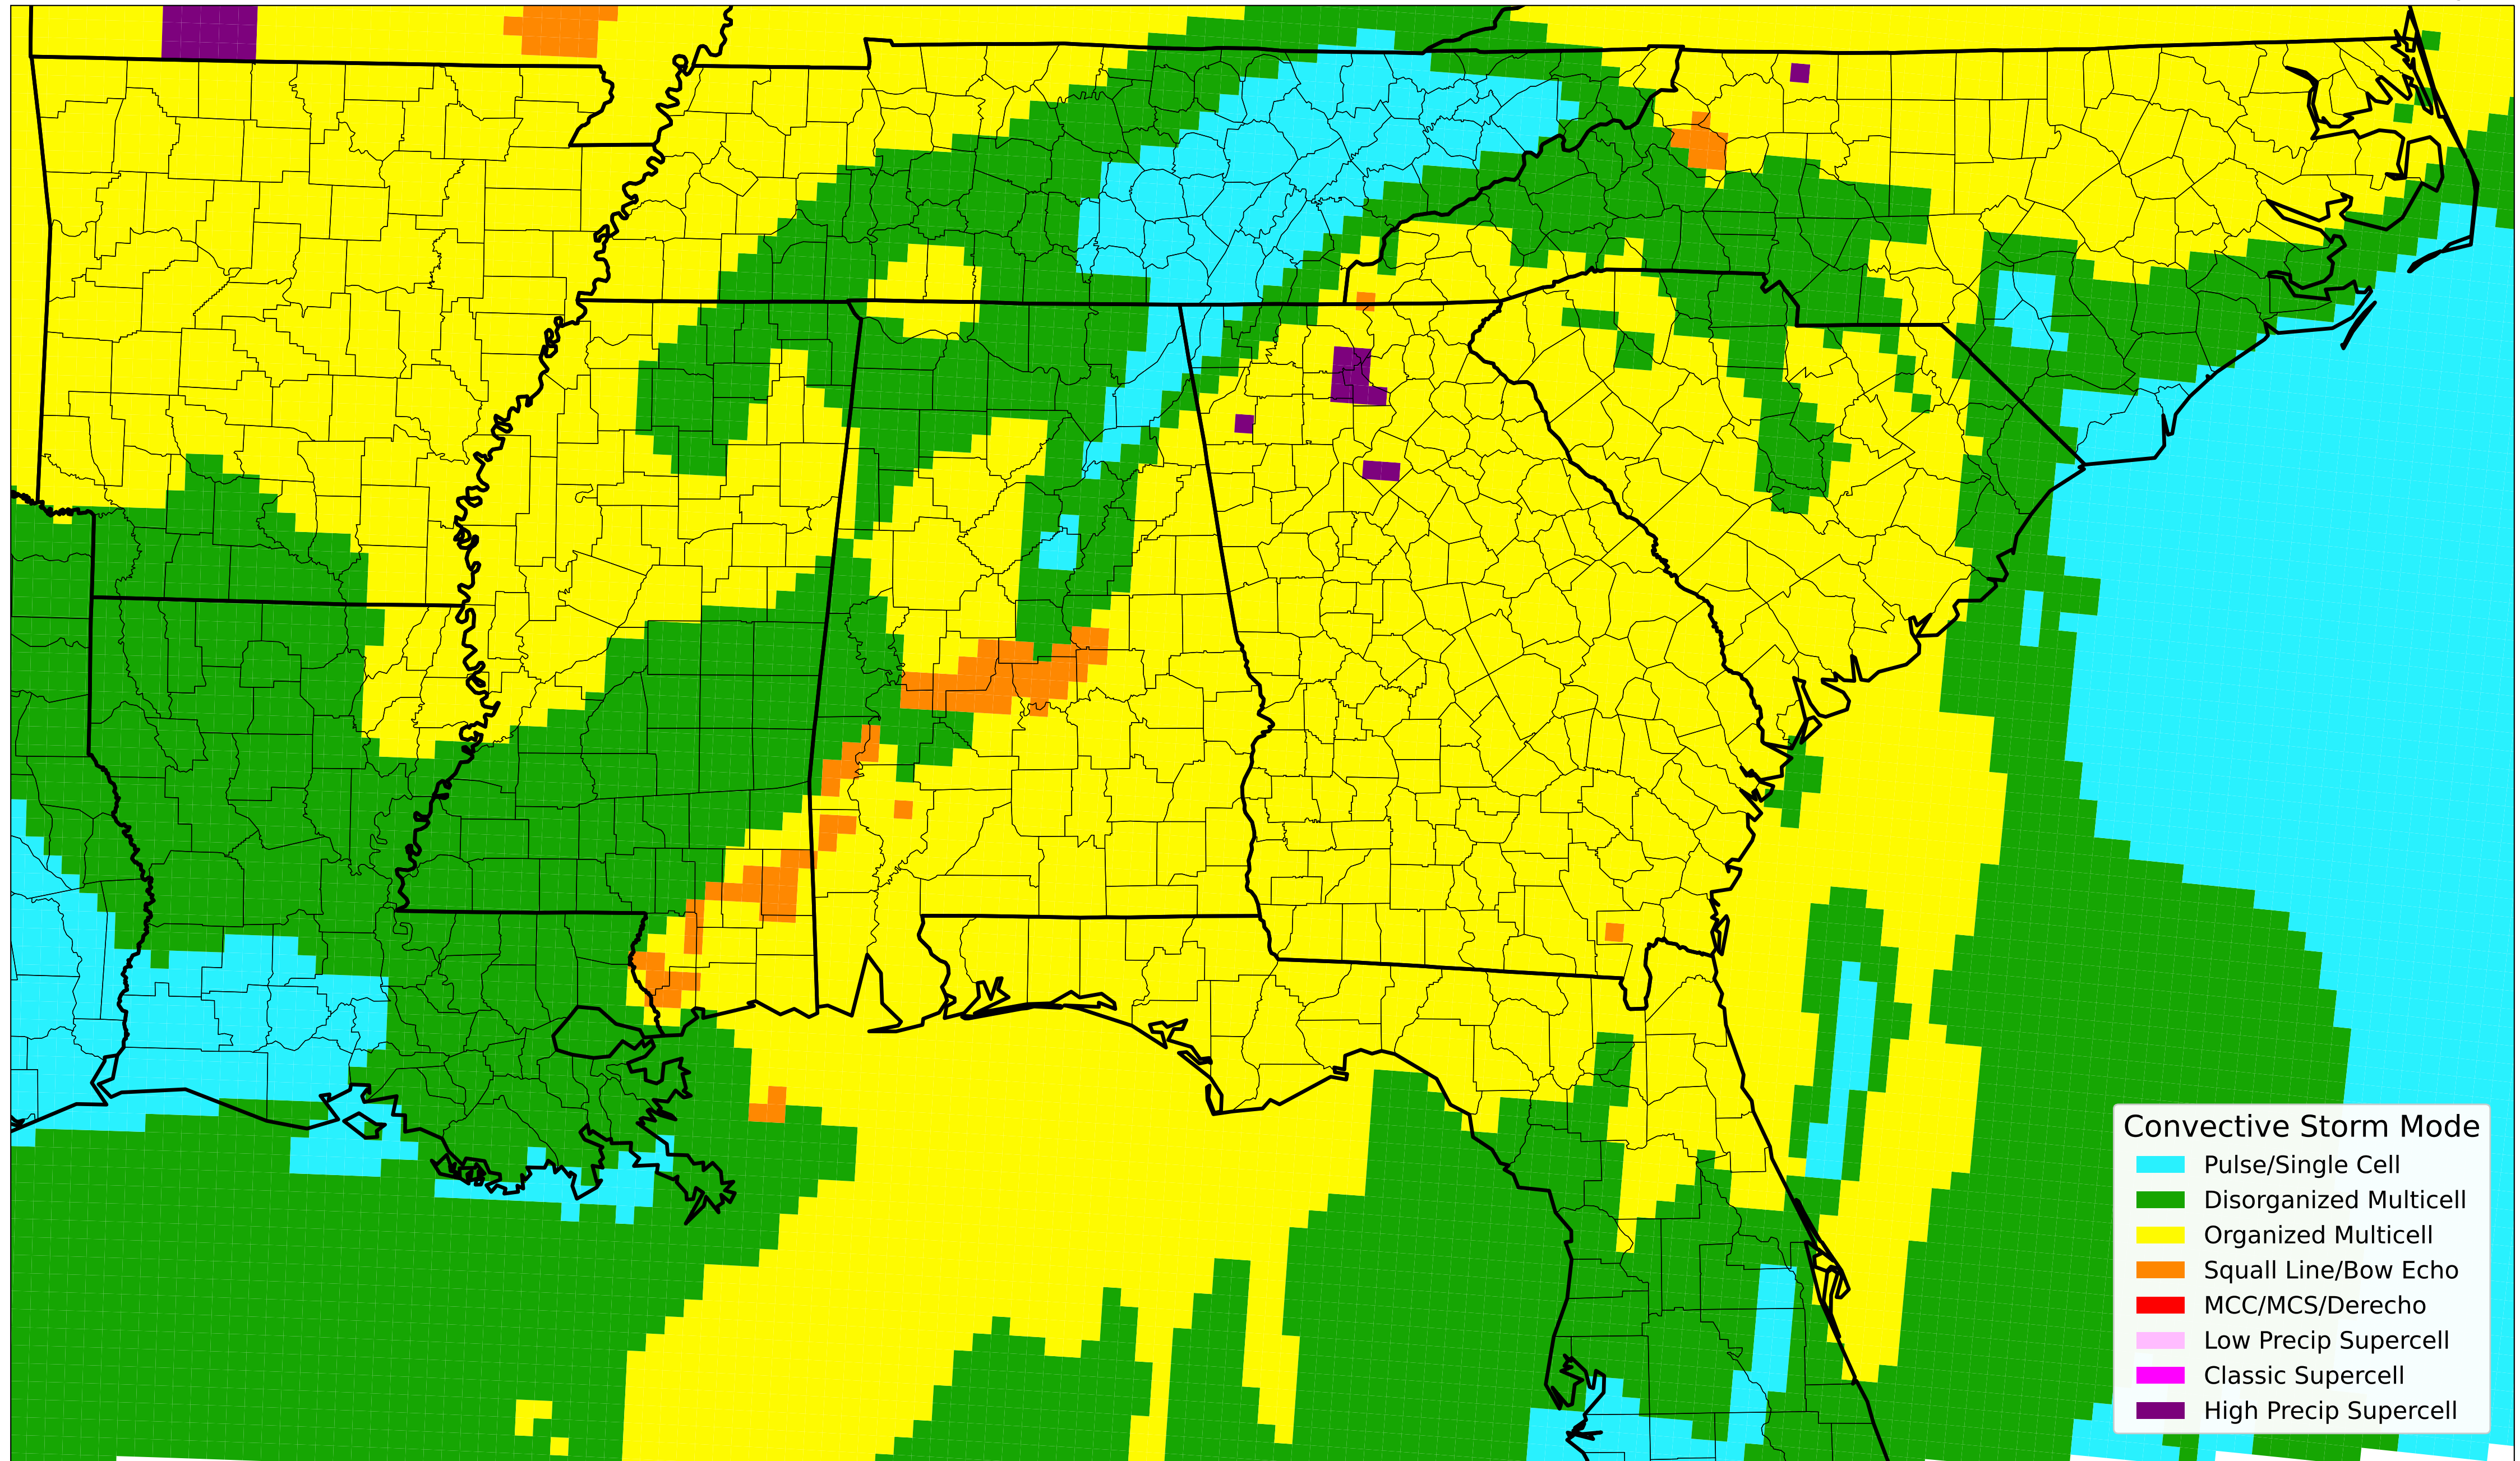 Convective Storm Mode
Pulse/Single Cell
Disorganized Multicell
Organized Multicell
Squall Line/Bow Echo
MCC/MCS/Derecho
Low Precip Supercell
Classic Supercell
High Precip Supercell